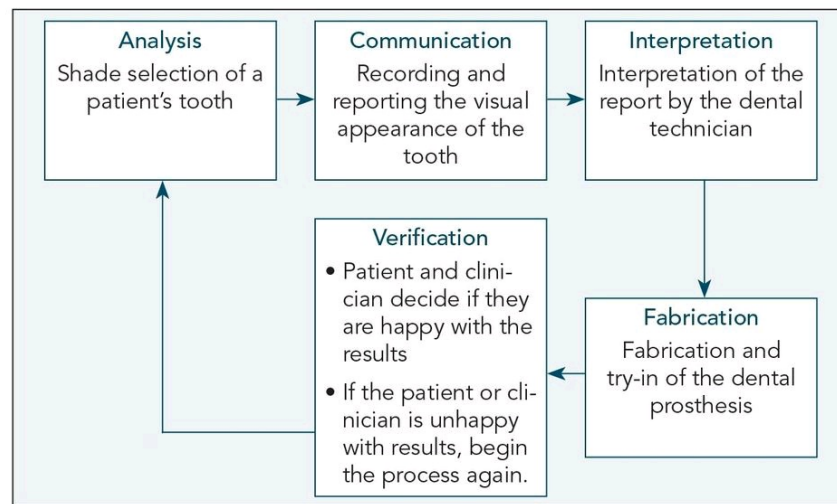 Analysis
Shade selection of a
patient's tooth
Communication
Recording and
reporting the visual
appearance of the
tooth
Interpretation
Interpretation of the
report by the dental
technician
Fabrication
Fabrication and
try-in of the dental
prosthesis
Verification
• Patient and clini-
cian decide if they
are happy with the
results
• If the patient or cli-
nician is unhappy
with results, begin
the process again.